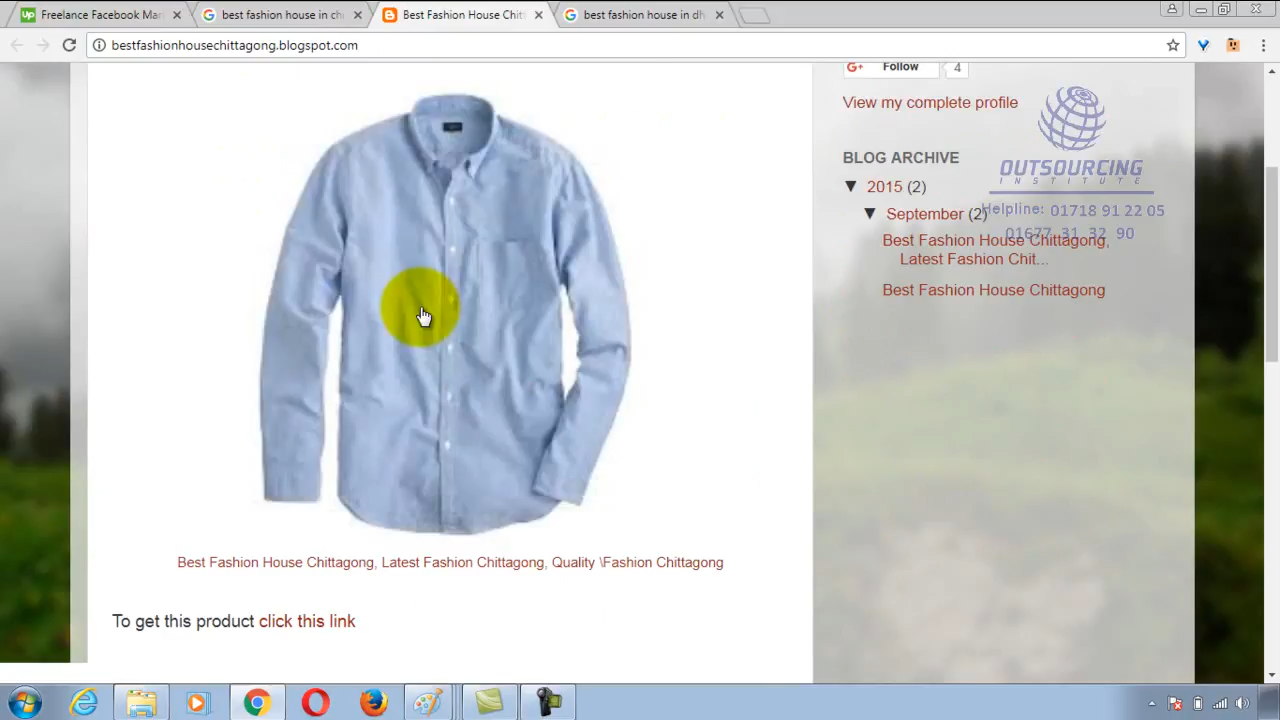 Freelance Facebook Mar
best fashion house in ch
Best Fashion House Chitt
best fashion house in dh
bestfashionhousechittagong.blogspot.com
G+ Follow 4
View my complete profile
BLOG ARCHIVE
▼ 2015 (2)
▼ September (2)
Best Fashion House Chittagong,
Latest Fashion Chit...
Best Fashion House Chittagong
OUTSOURCING
INSTITUTE
Helpline: 01718 91 22 05
01677 31 32 90
Best Fashion House Chittagong, Latest Fashion Chittagong, Quality \Fashion Chittagong
To get this product click this link